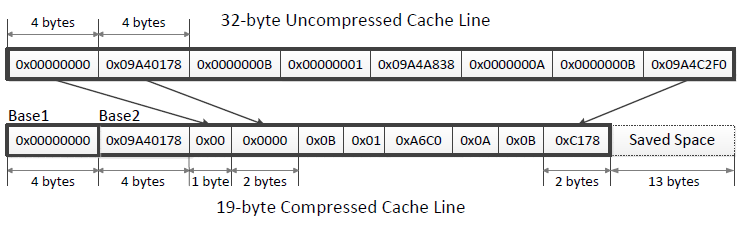 32-byte Uncompressed Cache Line
4 bytes 4 bytes
0x00000000 0x09A40178 0x0000000B 0x00000001 0x09A4A838 0x0000000A 0x0000000B 0x09A4C2F0
Base1 Base2
0x00000000 0x09A40178 0x00 0x0000 0x0B 0x01 0xA6C0 0x0A 0x0B 0xC178 Saved Space
4 bytes 4 bytes 1 byte 2 bytes 2 bytes 13 bytes
19-byte Compressed Cache Line